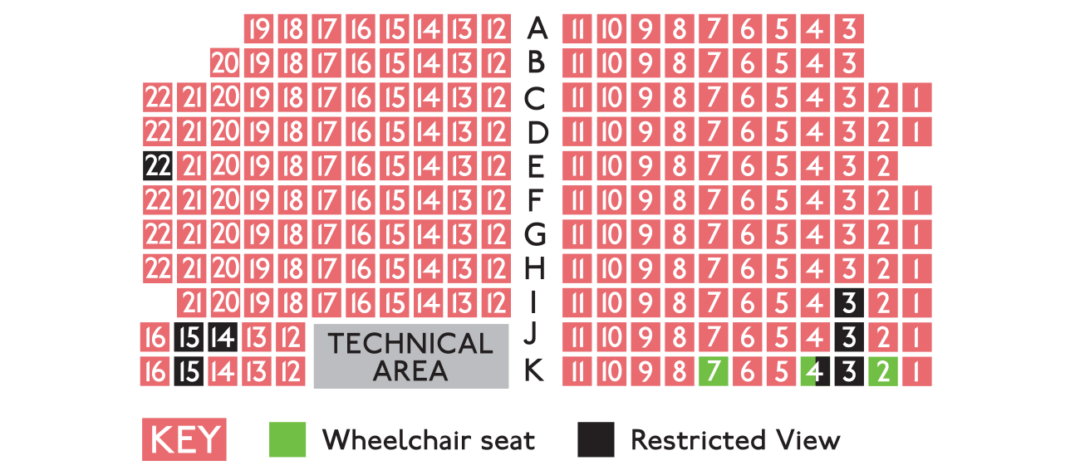 19 18 17 16 15 14 13 12 A 11 10 9 8 7 6 5 4 3
20 19 18 17 16 15 14 13 12 B 11 10 9 8 7 6 5 4 3
22 21 20 19 18 17 16 15 14 13 12 C 11 10 9 8 7 6 5 4 3 2 1
22 21 20 19 18 17 16 15 14 13 12 D 11 10 9 8 7 6 5 4 3 2 1
22 21 20 19 18 17 16 15 14 13 12 E 11 10 9 8 7 6 5 4 3 2
22 21 20 19 18 17 16 15 14 13 12 F 11 10 9 8 7 6 5 4 3 2 1
22 21 20 19 18 17 16 15 14 13 12 G 11 10 9 8 7 6 5 4 3 2 1
22 21 20 19 18 17 16 15 14 13 12 H 11 10 9 8 7 6 5 4 3 2 1
21 20 19 18 17 16 15 14 13 12 I 11 10 9 8 7 6 5 4 3 2 1
16 15 14 13 12 TECHNICAL J 11 10 9 8 7 6 5 4 3 2 1
16 15 14 13 12 AREA K 11 10 9 8 7 6 5 4 3 2 1
KEY Wheelchair seat Restricted View